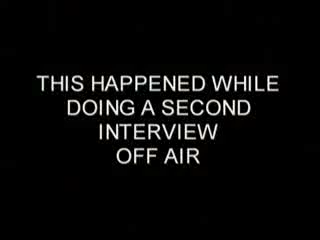 THIS HAPPENED WHILE
DOING A SECOND
INTERVIEW
OFF AIR